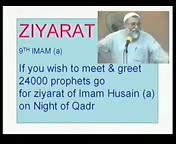 ZIYARAT
9TH IMAM (a)
If you wish to meet & greet
24000 prophets go
for ziyarat of Imam Husain (a)
on Night of Qadr